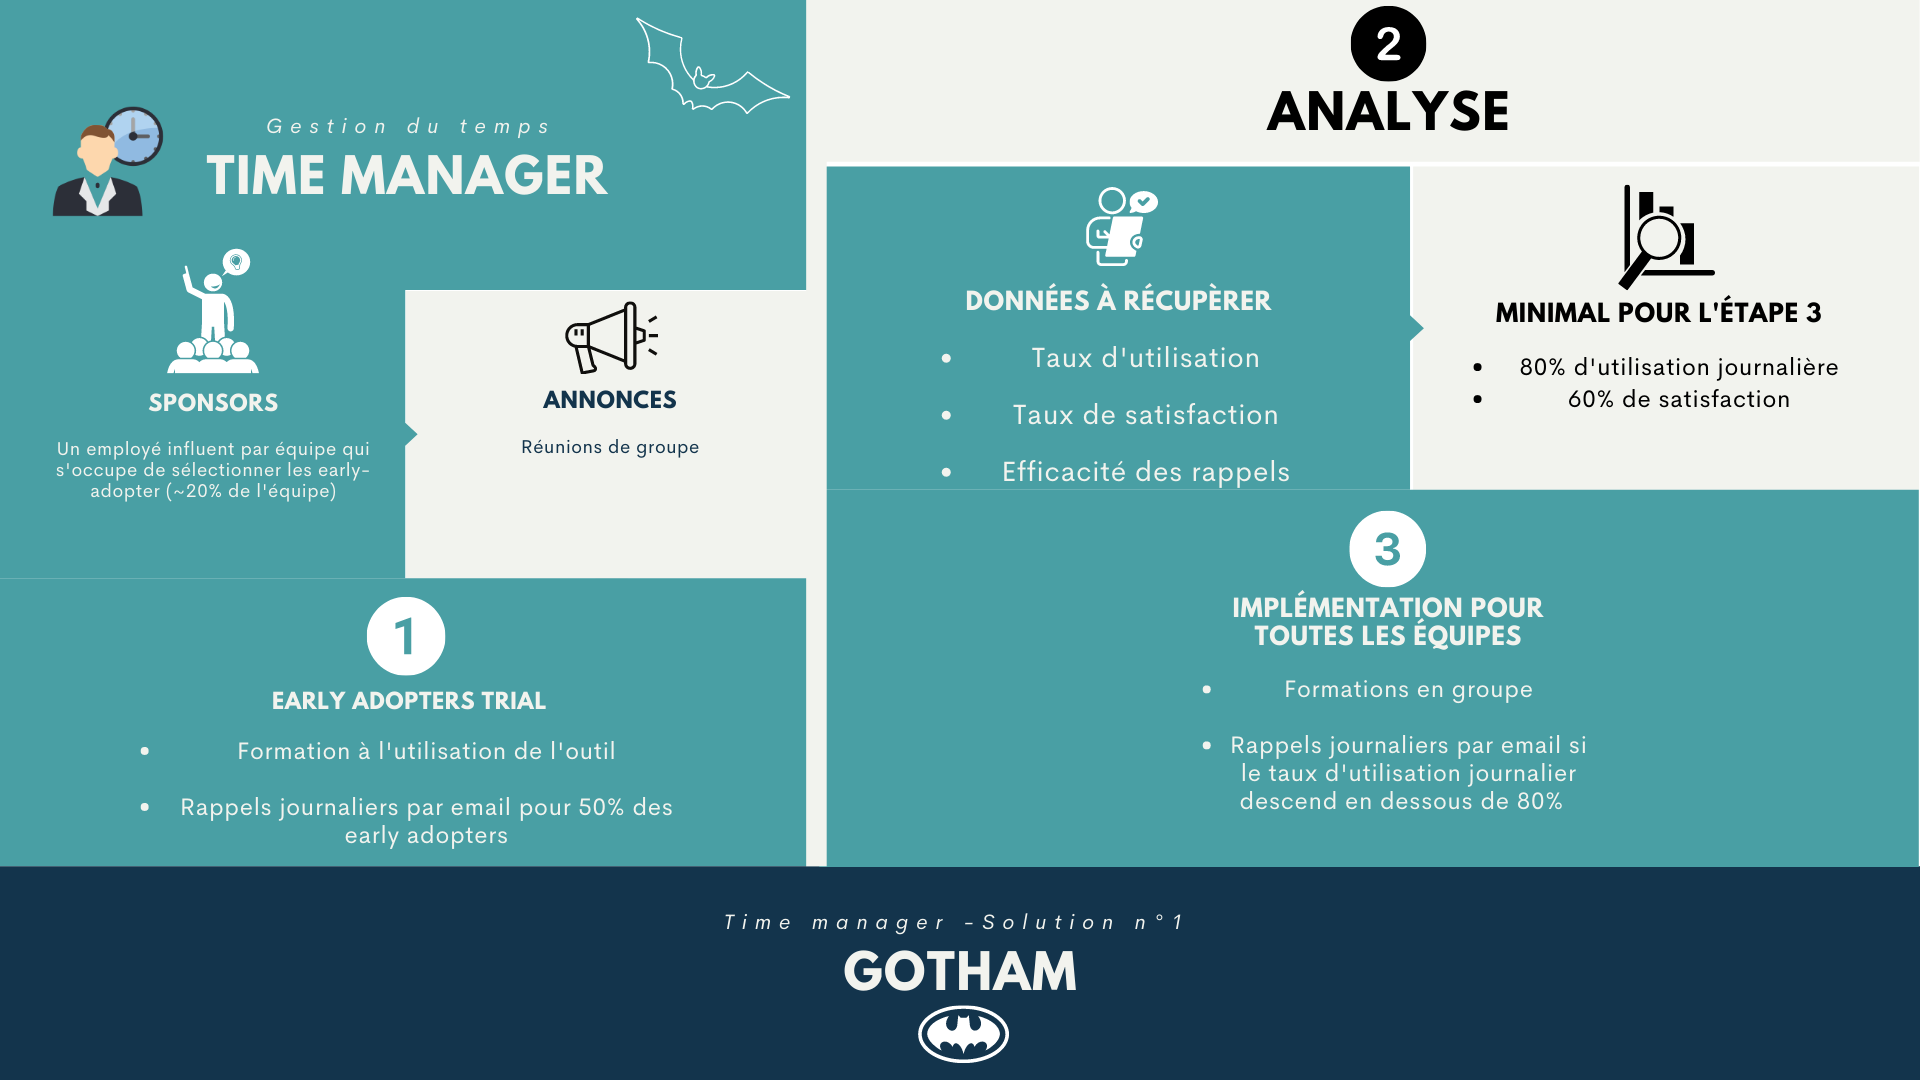 Gestion du temps
TIME MANAGER
SPONSORS
Un employé influent par équipe qui
s'occupe de sélectionner les early-
adopter (~20% de l'équipe)
ANNONCES
Réunions de groupe
1
EARLY ADOPTERS TRIAL
• Formation à l'utilisation de l'outil
• Rappels journaliers par email pour 50% des
early adopters
2
ANALYSE
DONNÉES À RÉCUPÈRER
• Taux d'utilisation
• Taux de satisfaction
• Efficacité des rappels
MINIMAL POUR L'ÉTAPE 3
• 80% d'utilisation journalière
• 60% de satisfaction
3
IMPLÉMENTATION POUR
TOUTES LES ÉQUIPES
• Formations en groupe
• Rappels journaliers par email si
le taux d'utilisation journalier
descend en dessous de 80%
Time manager -Solution n°1
GOTHAM